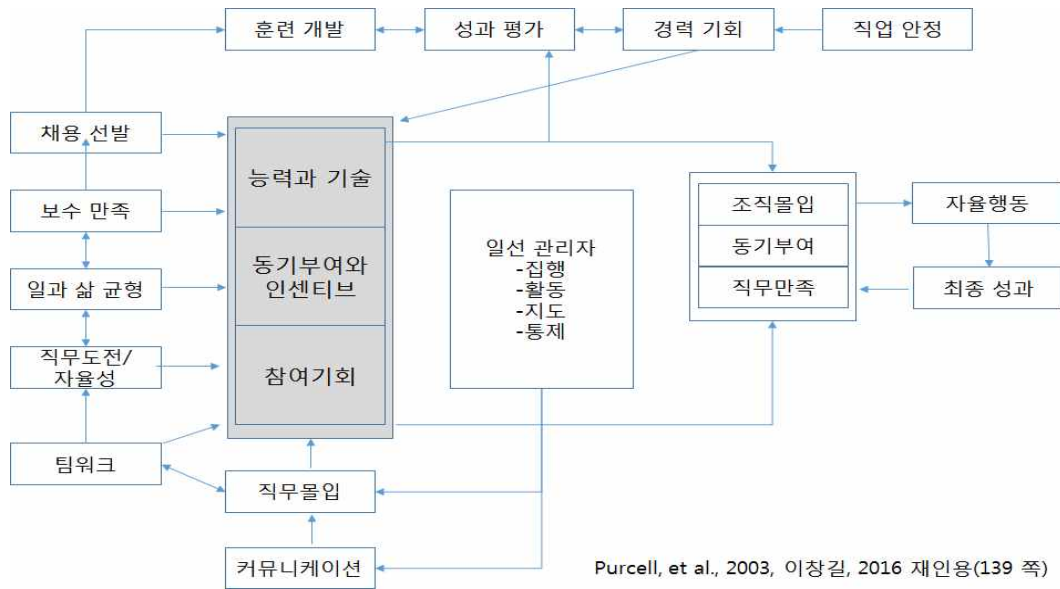 훈련 개발
성과 평가
경력 기회
직업 안정
채용 선발
보수 만족
일과 삶 균형
직무도전/
자율성
팀워크
능력과 기술
동기부여와
인센티브
참여기회
직무몰입
커뮤니케이션
일선 관리자
-집행
-활동
-지도
-통제
조직몰입
동기부여
직무만족
자율행동
최종 성과
Purcell, et al., 2003, 이창길, 2016 재인용(139 쪽)